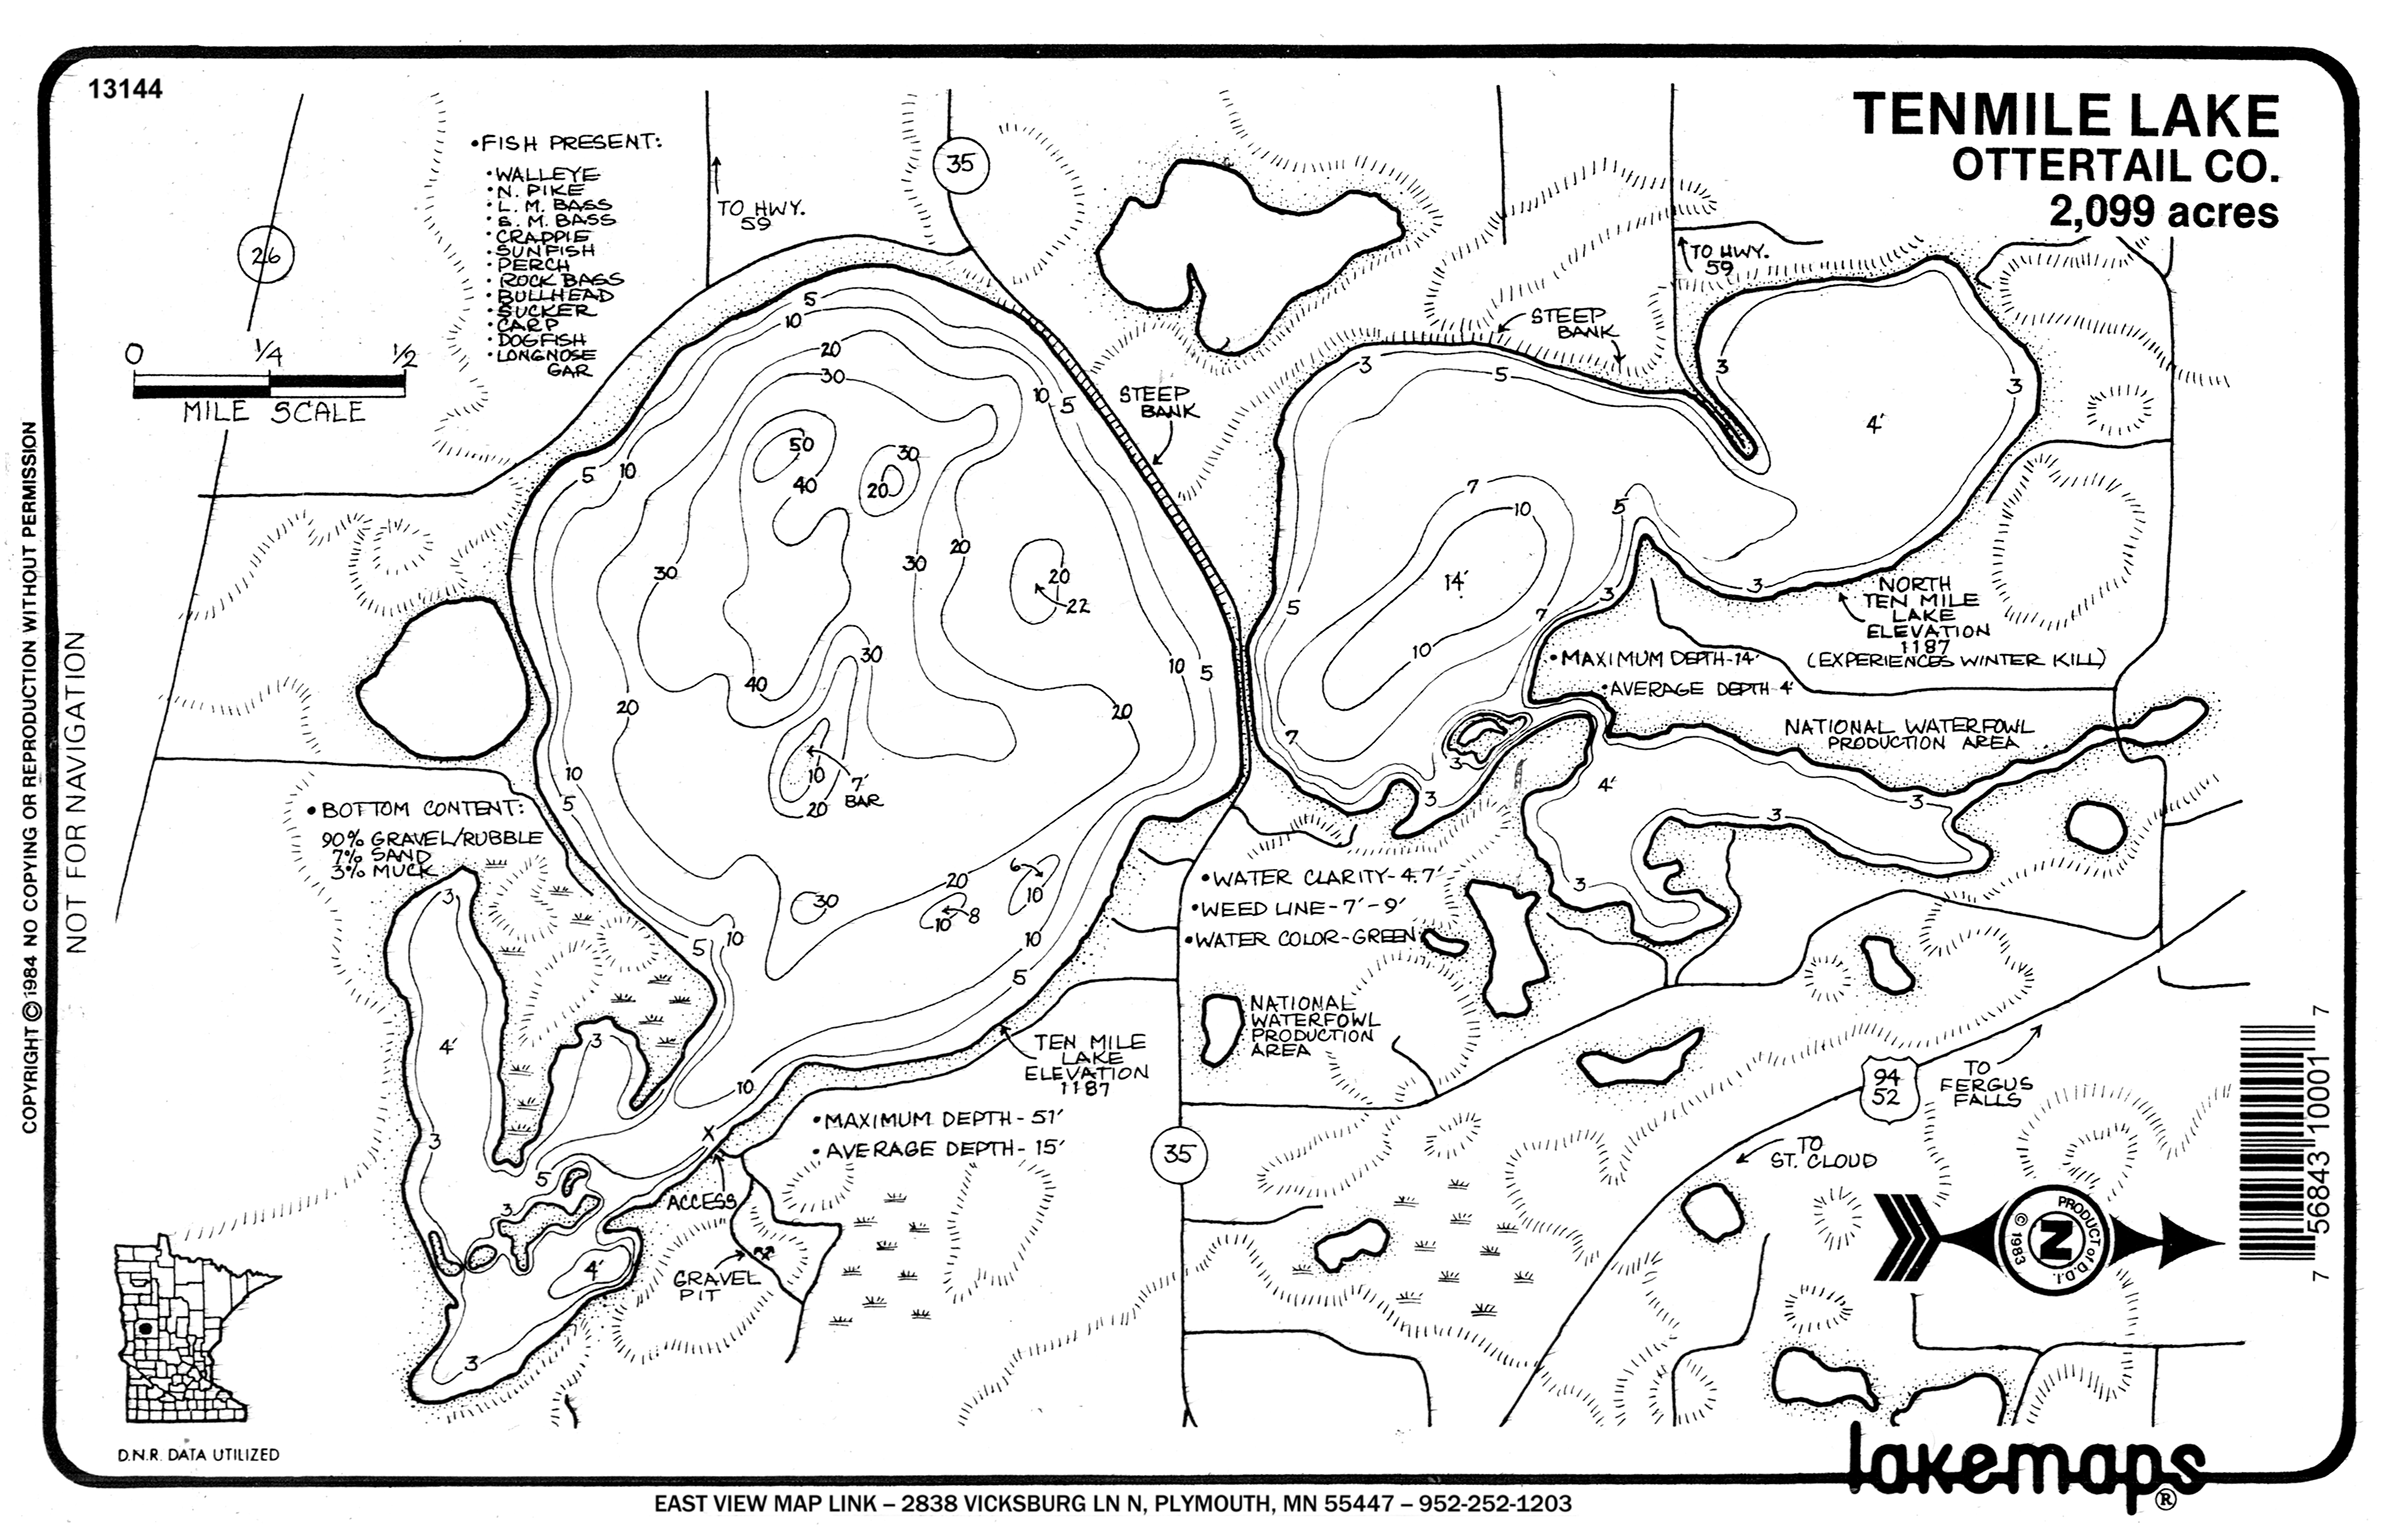 13144
TENMILE LAKE
OTTERTAIL CO.
2,099 acres
•FISH PRESENT:
•WALLEYE
•N. PIKE
•L. M. BASS
•S. M. BASS
•CRAPPIE
•SUNFISH
•PERCH
•ROCK BASS
•BULLHEAD
•SUCKER
•CARP
•DOGFISH
•LONGNOSE
GAR
26
TO HWY.
59
35
TO HWY.
59
STEEP
BANK
STEEP
BANK
0 1/4 1/2
MILE SCALE
5
10
20
30
10
5
50
40
30
20
5
10
30
30
20
20
22
40
30
10
5
20
20
10
5
10
7'
BAR
20
30
20
6
10
10
8
5
10
10
5
3
5
3
3
4'
7
10
5
14'
5
3
3
7
10
7
3
3
4'
3
3
3
NORTH
TEN MILE
LAKE
ELEVATION
1187
(EXPERIENCES WINTER KILL)
•MAXIMUM DEPTH-14'
•AVERAGE DEPTH-4'
NATIONAL WATERFOWL
PRODUCTION AREA
•BOTTOM CONTENT:
90% GRAVEL/RUBBLE
7% SAND
3% MUCK
•WATER CLARITY-4.7'
•WEED LINE-7'-9'
•WATER COLOR-GREEN
NATIONAL
WATERFOWL
PRODUCTION
AREA
TEN MILE
LAKE
ELEVATION
1187
3
4'
3
3
10
X
5
3
4'
3
•MAXIMUM DEPTH-51'
•AVERAGE DEPTH-15'
ACCESS
GRAVEL
PIT
35
94
52
TO
FERGUS
FALLS
TO
ST. CLOUD
N
PRODUCT of D.D.I.
© 1983
7 56843 10001 7
COPYRIGHT © 1984 NO COPYING OR REPRODUCTION WITHOUT PERMISSION
NOT FOR NAVIGATION
D.N.R. DATA UTILIZED
lakemaps®
EAST VIEW MAP LINK – 2838 VICKSBURG LN N, PLYMOUTH, MN 55447 – 952-252-1203